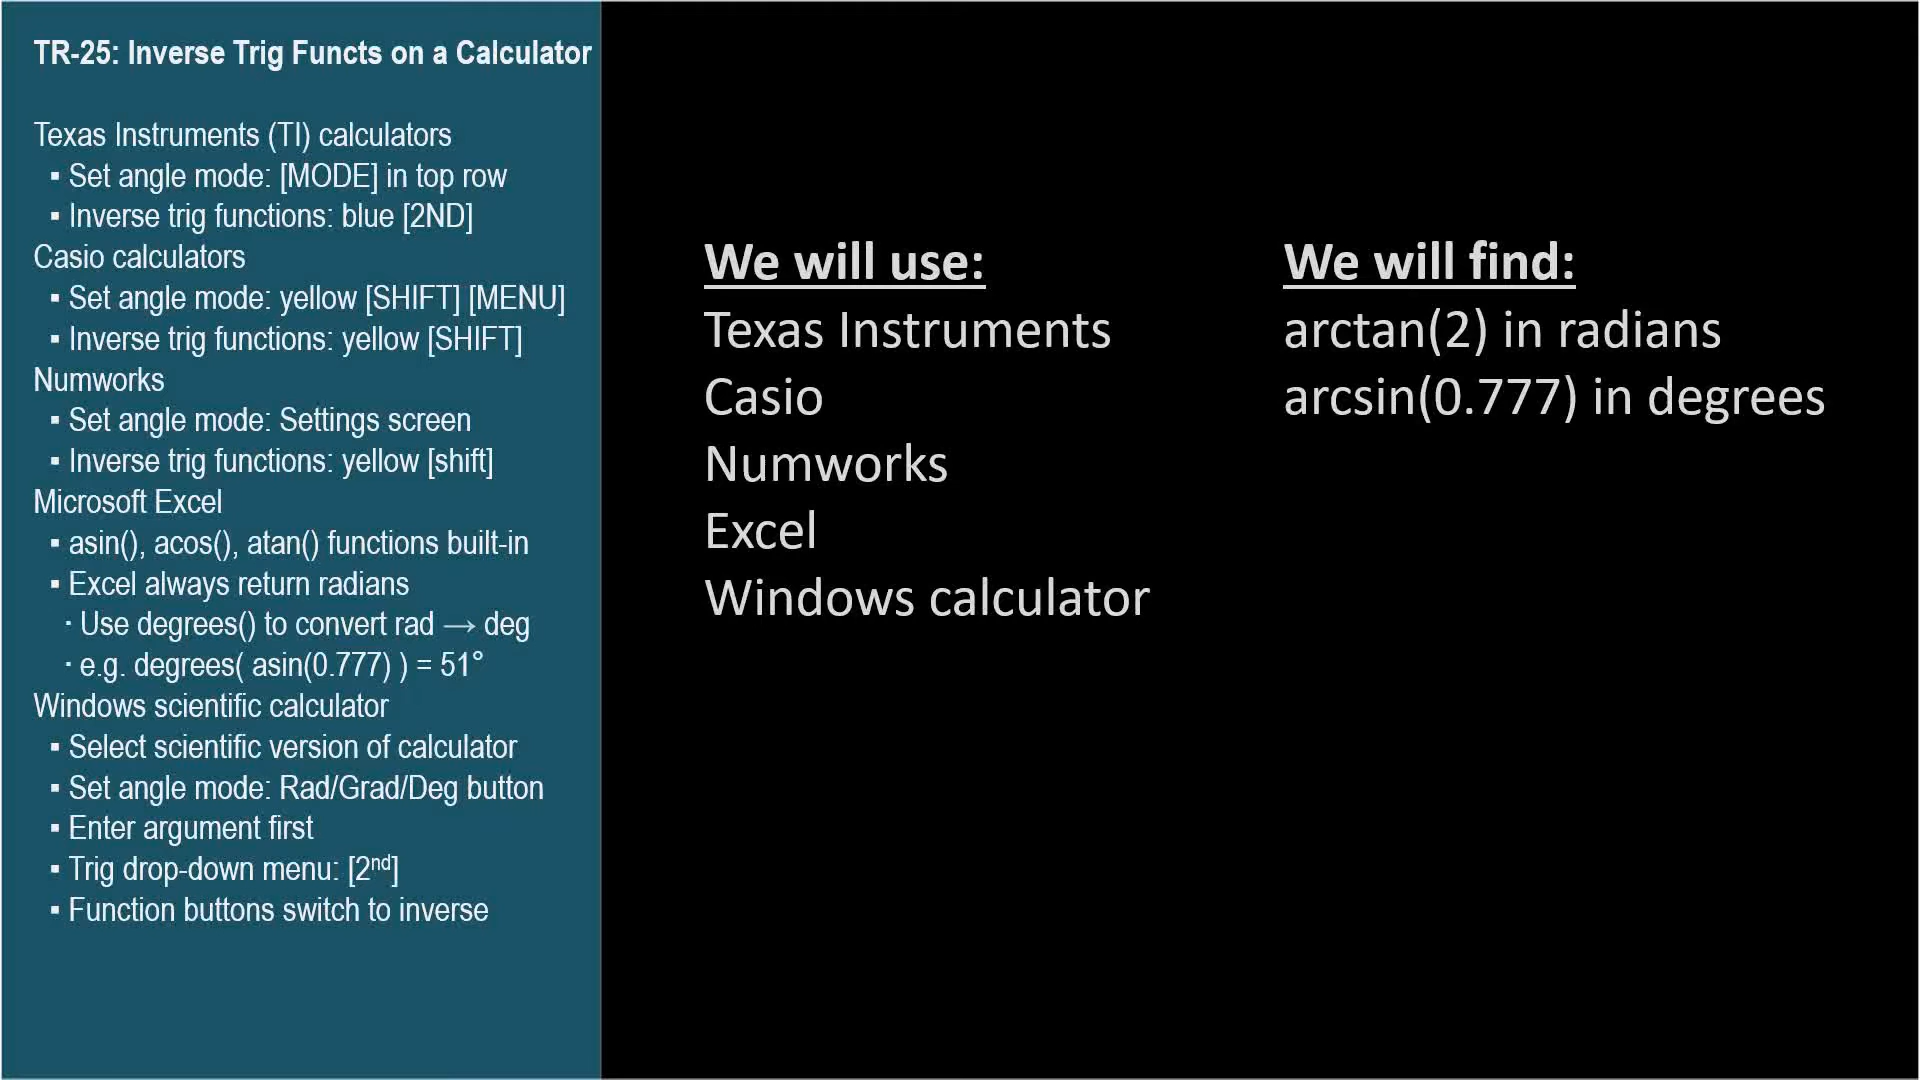 TR-25: Inverse Trig Functs on a Calculator
Texas Instruments (TI) calculators
▪ Set angle mode: [MODE] in top row
▪ Inverse trig functions: blue [2ND]
Casio calculators
▪ Set angle mode: yellow [SHIFT] [MENU]
▪ Inverse trig functions: yellow [SHIFT]
Numworks
▪ Set angle mode: Settings screen
▪ Inverse trig functions: yellow [shift]
Microsoft Excel
▪ asin(), acos(), atan() functions built-in
▪ Excel always return radians
· Use degrees() to convert rad → deg
· e.g. degrees( asin(0.777) ) = 51°
Windows scientific calculator
▪ Select scientific version of calculator
▪ Set angle mode: Rad/Grad/Deg button
▪ Enter argument first
▪ Trig drop-down menu: [2nd]
▪ Function buttons switch to inverse
We will use:
Texas Instruments
Casio
Numworks
Excel
Windows calculator
We will find:
arctan(2) in radians
arcsin(0.777) in degrees